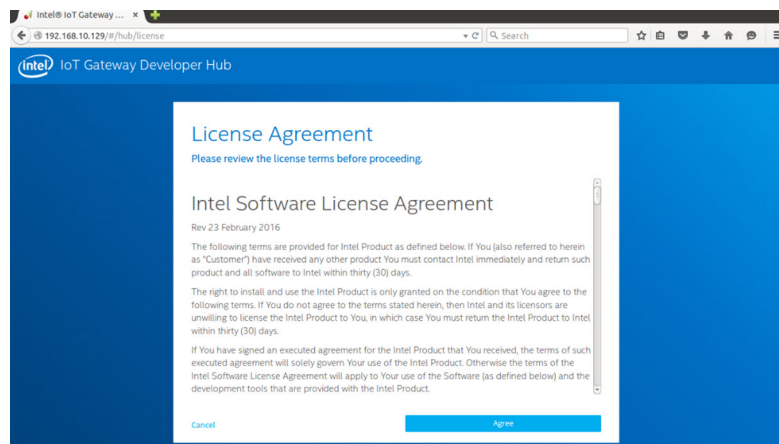 Intel® IoT Gateway ...
192.168.10.129/#/hub/license
Search
intel IoT Gateway Developer Hub
License Agreement
Please review the license terms before proceeding.
Intel Software License Agreement
Rev 23 February 2016
The following terms are provided for Intel Product as defined below. If You (also referred to herein
as "Customer") have received any other product You must contact Intel immediately and return such
product and all software to Intel within thirty (30) days.
The right to install and use the Intel Product is only granted on the condition that You agree to the
following terms. If You do not agree to the terms stated herein, then Intel and its licensors are
unwilling to license the Intel Product to You, in which case You must return the Intel Product to Intel
within thirty (30) days.
If You have signed an executed agreement for the Intel Product that You received, the terms of such
executed agreement will solely govern Your use of the Intel Product. Otherwise the terms of the
Intel Software License Agreement will apply to Your use of the Software (as defined below) and the
development tools that are provided with the Intel Product.
Cancel
Agree